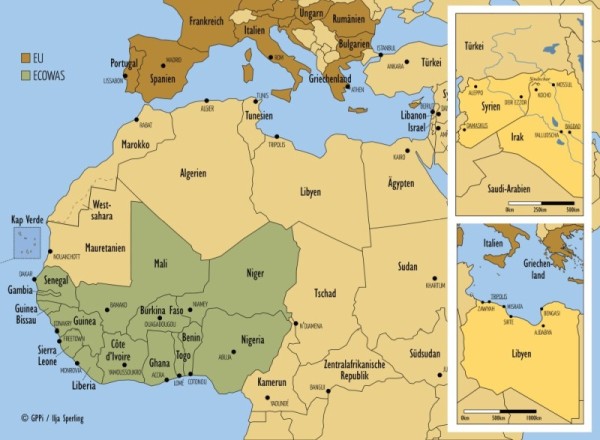 EU
ECOWAS
Frankreich
Ungarn
Rumänien
Italien
Bulgarien
Portugal
MADRID
ROM
ISTANBUL
LISSABON
Spanien
Griechenland
ANKARA
Türkei
ATHEN
ALGIER
TUNIS
Tunesien
RABAT
TRIPOLIS
Libanon
Israel
BEIRUT
Marokko
KAIRO
Algerien
Libyen
Ägypten
West-
sahara
Kap Verde
Mauretanien
NOUAKCHOTT
Mali
Niger
DAKAR
Senegal
Sudan
KHARTUM
Gambia
Tschad
Guinea
Bissau
BAMAKO
Burkina Faso
NIAMEY
OUAGADOUGOU
N'DJAMENA
CONAKRY
Guinea
FREETOWN
Benin
Nigeria
Sierra
Leone
Côte
d'Ivoire
Ghana
Togo
ABUJA
Südsudan
YAMOUSSOUKRO
MONROVIA
Liberia
ACCRA
LOMÉ
COTONOU
Zentralafrikanische
Republik
Kamerun
BANGUI
YAOUNDÉ
© GPPi / Ilja Sperling
Türkei
ALEPPO
MOSSUL
KOCHO
Syrien
DEIR EZZOR
DAMASKUS
BAGDAD
FALLUDSCHA
Irak
Saudi-Arabien
0km
250km
500km
Italien
Griechen-
land
TRIPOLIS
ZAWIYAH
MISRATA
BENGASI
SIRTE
AJDABIYA
Libyen
0km
500km
1000km